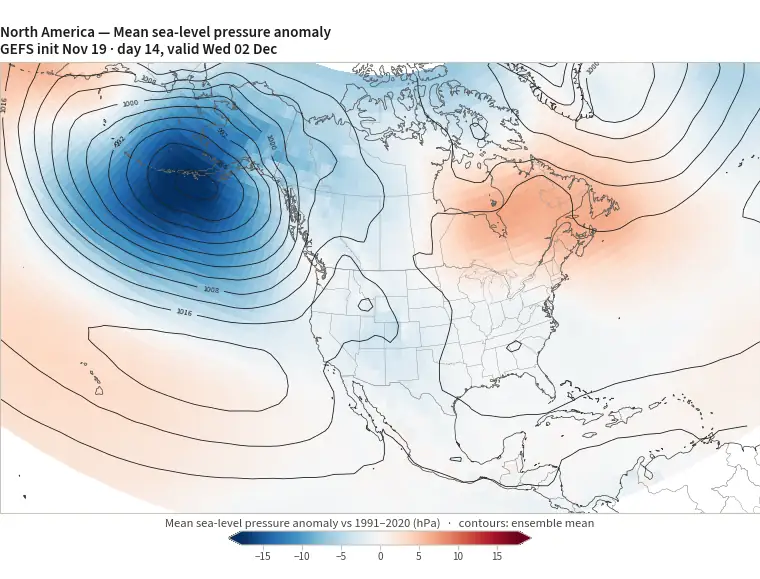 North America — Mean sea-level pressure anomaly
GEFS init Nov 19 · day 14, valid Wed 02 Dec
1008
1000
1016
1000
992
992
1000
1008
1016
Mean sea-level pressure anomaly vs 1991–2020 (hPa) · contours: ensemble mean
−15 −10 −5 0 5 10 15